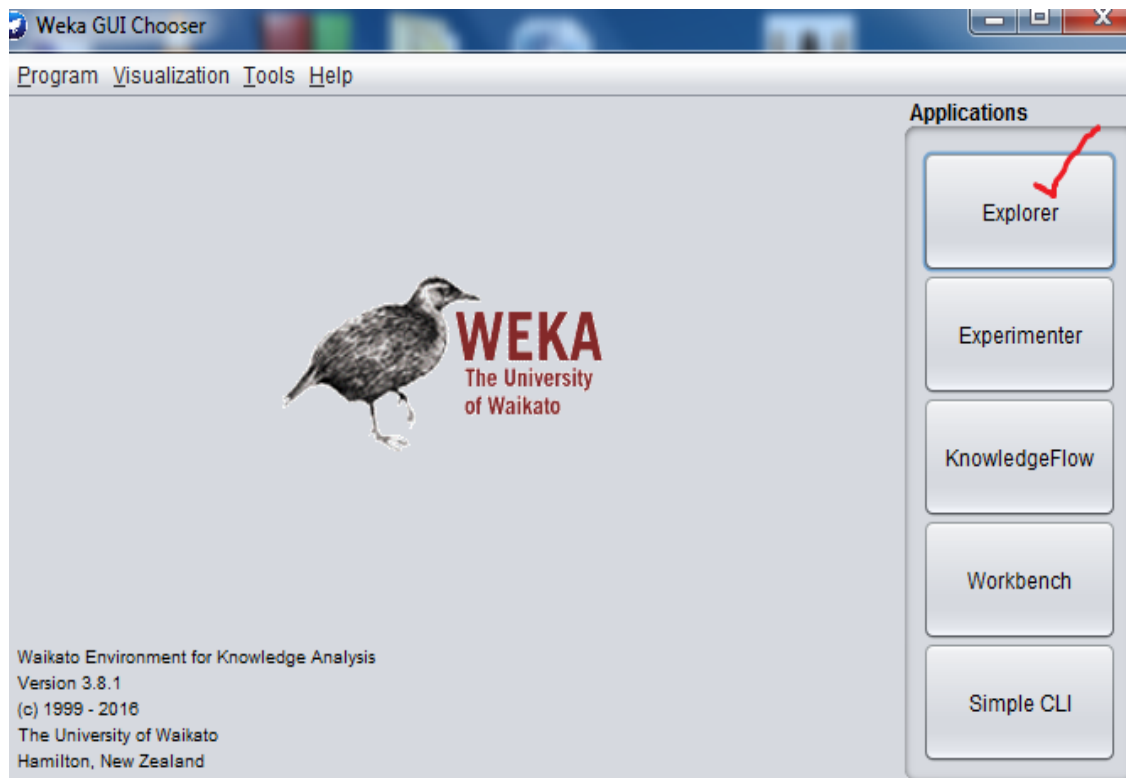 Weka GUI Chooser
Program Visualization Tools Help
Applications
Explorer
Experimenter
KnowledgeFlow
Workbench
Simple CLI
WEKA
The University
of Waikato
Waikato Environment for Knowledge Analysis
Version 3.8.1
(c) 1999 - 2016
The University of Waikato
Hamilton, New Zealand